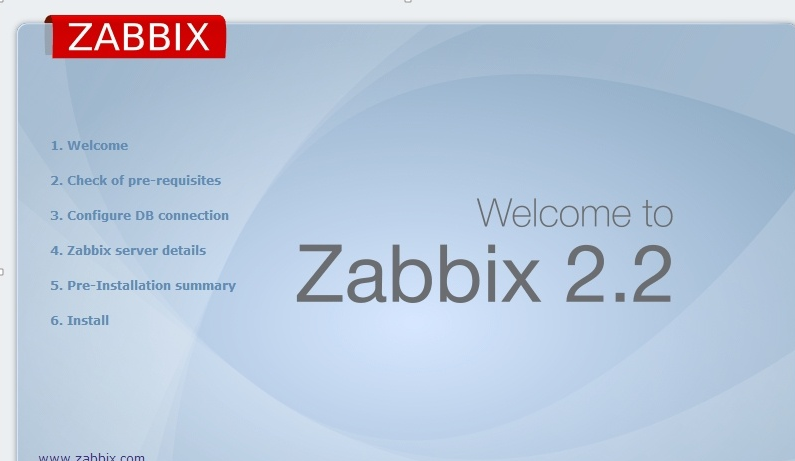 ZABBIX
1. Welcome
2. Check of pre-requisites
3. Configure DB connection
4. Zabbix server details
5. Pre-Installation summary
6. Install
Welcome to
Zabbix 2.2
www.zabbix.com